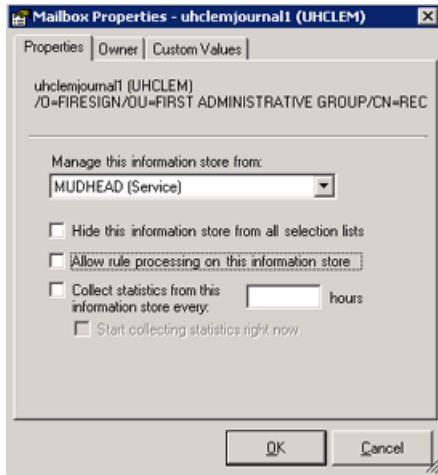 Mailbox Properties - uhclemjournal1 (UHCLEM)
Properties Owner Custom Values
uhclemjournal1 (UHCLEM)
/O=FIRESIGN/OU=FIRST ADMINISTRATIVE GROUP/CN=REC
Manage this information store from:
MUDHEAD (Service)
Hide this information store from all selection lists
Allow rule processing on this information store
Collect statistics from this
information store every: hours
Start collecting statistics right now
OK Cancel